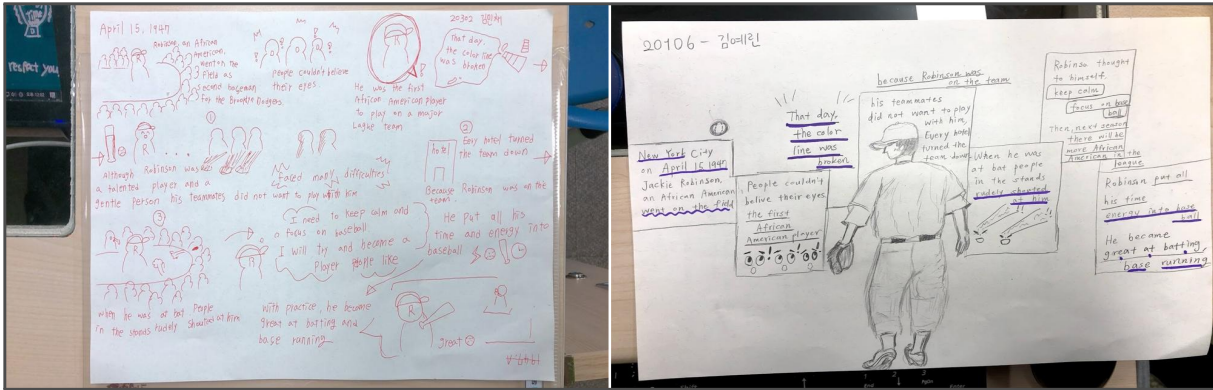 respect you
April 15, 1947
20302
Robinson, an African
American,
went on the
field as
second baseman
for the Brooklyn Dodgers.
people couldn't believe
their eyes.
R
He was the first
African American player
to play on a major
League team
That day,
the color line
was broken
①
R
Although Robinson was
a talented player and a
gentle person his teammates did not want to play with him
Faced many difficulties
②
hotel
Every hotel turned
the team down
Because Robinson was on the
team.
③
R
when he was at bat people
in the stands rudely shouted at him
I need to keep calm and
focus on baseball
I will try and become a
player people like
He put all his
time and energy into
baseball
With practice, he became
great at batting and
base running
R
Great
20106 - 김예린
New York City
on April 15 1947
Jackie Robinson,
an African American
went on the field
That day,
the color
line was
broken
People couldn't
belive their eyes.
the first
African
American player
because Robinson was
on the team
his teammates
did not want to play
with him,
Every hotel
turned the
team down
When he was
at bat people
in the stands
rudely shouted
at him
Robinson thought
to himself.
keep calm
focus on base
ball
Then, next season
there will be
more African
American in the
league
Robinson put all
his time
energy into base
ball
He became
great at batting
base running